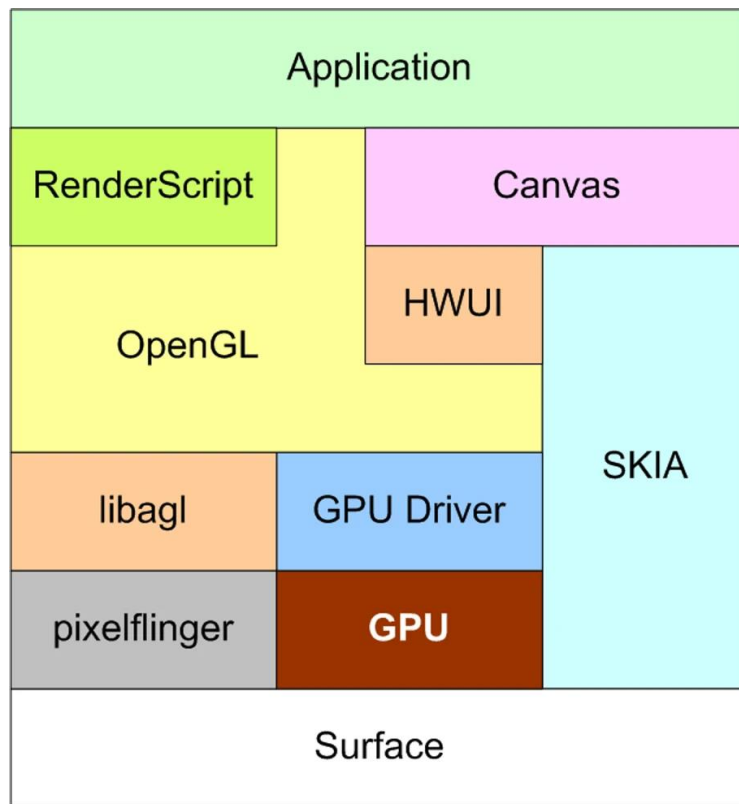 Application
RenderScript
Canvas
HWUI
OpenGL
SKIA
libagl
GPU Driver
pixelflinger
GPU
Surface